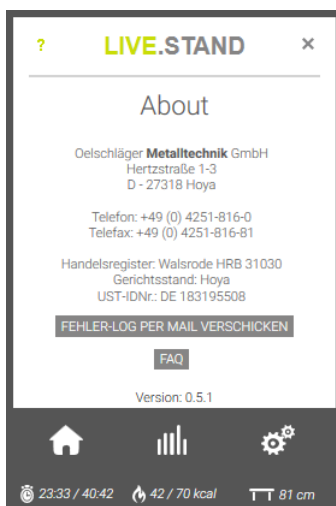 ?
LIVE.STAND
×
About
Oelschläger Metalltechnik GmbH
Hertzstraße 1-3
D - 27318 Hoya
Telefon: +49 (0) 4251-816-0
Telefax: +49 (0) 4251-816-81
Handelsregister: Walsrode HRB 31030
Gerichtsstand: Hoya
UST-IDNr.: DE 183195508
FEHLER-LOG PER MAIL VERSCHICKEN
FAQ
Version: 0.5.1
23:33 / 40:42 42 / 70 kcal 81 cm